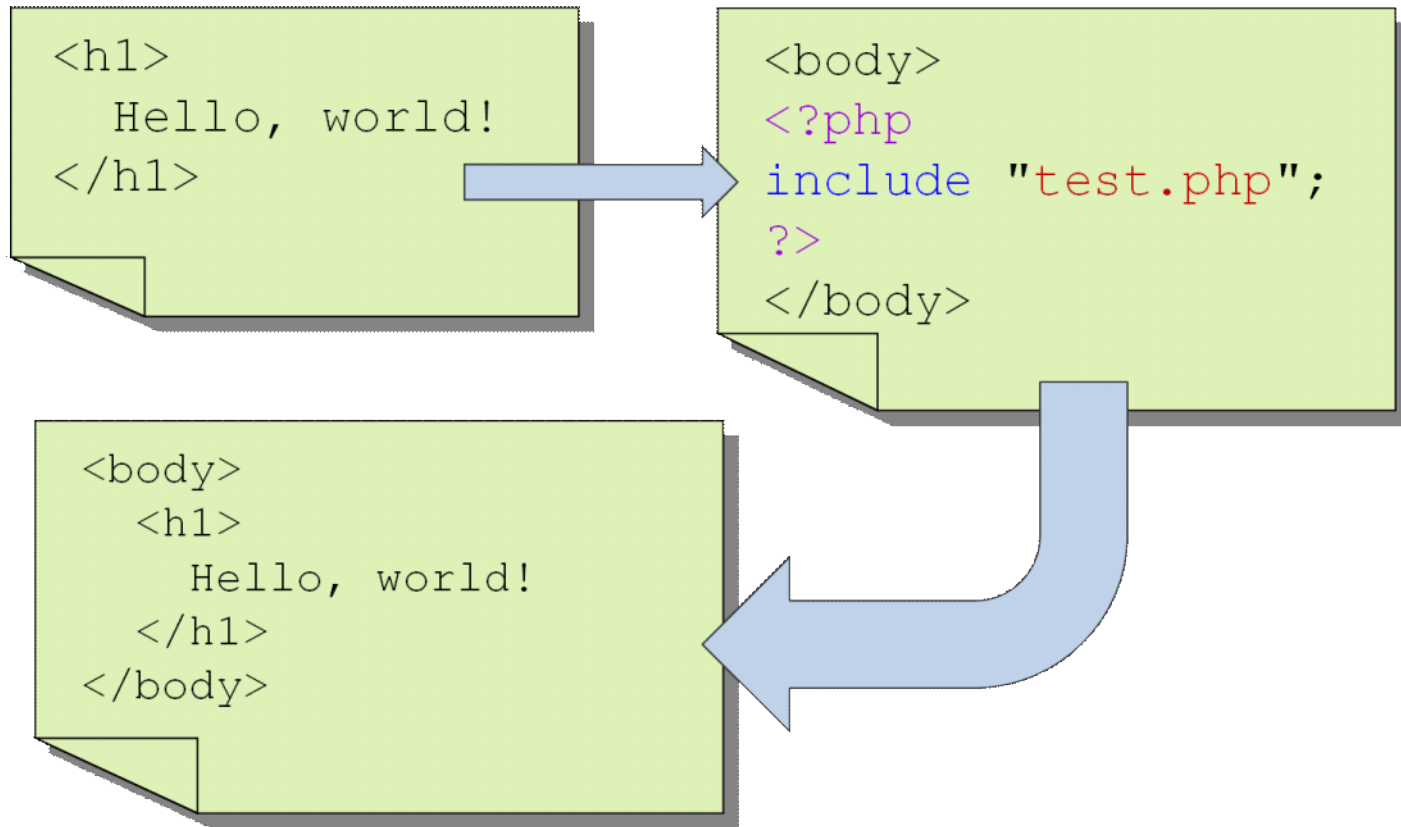 <h1>
Hello, world!
</h1>
<body>
<?php
include "test.php";
?>
</body>
<body>
<h1>
Hello, world!
</h1>
</body>